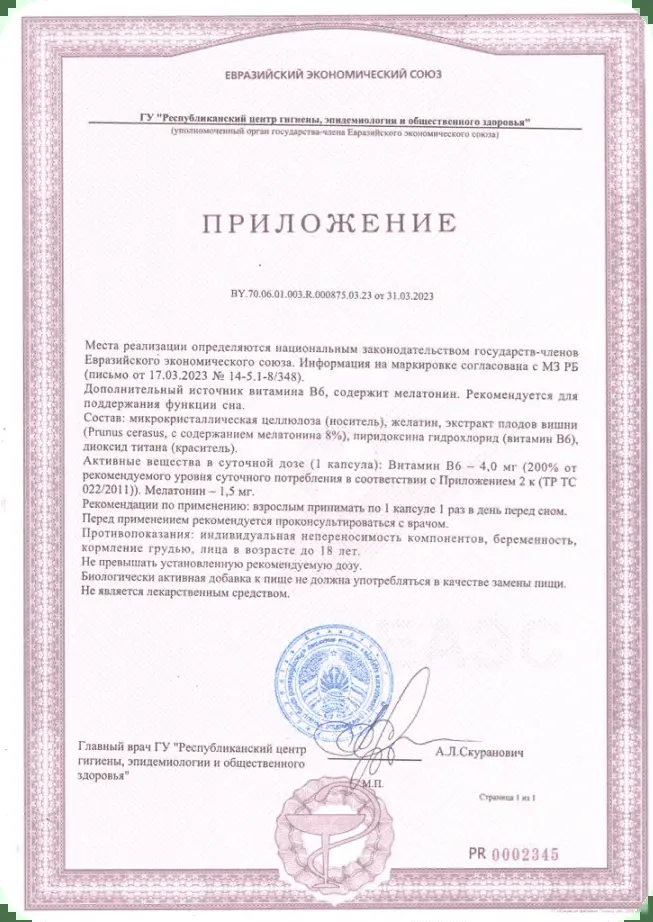 ЕВРАЗИЙСКИЙ ЭКОНОМИЧЕСКИЙ СОЮЗ
ГУ "Республиканский центр гигиены, эпидемиологии и общественного здоровья"
(уполномоченный орган государства-члена Евразийского экономического союза)
ПРИЛОЖЕНИЕ
BY.70.06.01.003.R.000875.03.23 от 31.03.2023
Места реализации определяются национальным законодательством государств-членов
Евразийского экономического союза. Информация на маркировке согласована с МЗ РБ
(письмо от 17.03.2023 № 14-5.1-8/348).
Дополнительный источник витамина В6, содержит мелатонин. Рекомендуется для
поддержания функции сна.
Состав: микрокристаллическая целлюлоза (носитель), желатин, экстракт плодов вишни
(Prunus cerasus, с содержанием мелатонина 8%), пиридоксина гидрохлорид (витамин В6),
диоксид титана (краситель).
Активные вещества в суточной дозе (1 капсула): Витамин В6 – 4,0 мг (200% от
рекомендуемого уровня суточного потребления в соответствии с Приложением 2 к (ТР ТС
022/2011)). Мелатонин – 1,5 мг.
Рекомендации по применению: взрослым принимать по 1 капсуле 1 раз в день перед сном.
Перед применением рекомендуется проконсультироваться с врачом.
Противопоказания: индивидуальная непереносимость компонентов, беременность,
кормление грудью, лица в возрасте до 18 лет.
Не превышать установленную рекомендуемую дозу.
Биологически активная добавка к пище не должна употребляться в качестве замены пищи.
Не является лекарственным средством.
Главный врач ГУ "Республиканский центр
гигиены, эпидемиологии и общественного
здоровья"
А.Л.Скуранович
М.П.
Страница 1 из 1
PR 0002345